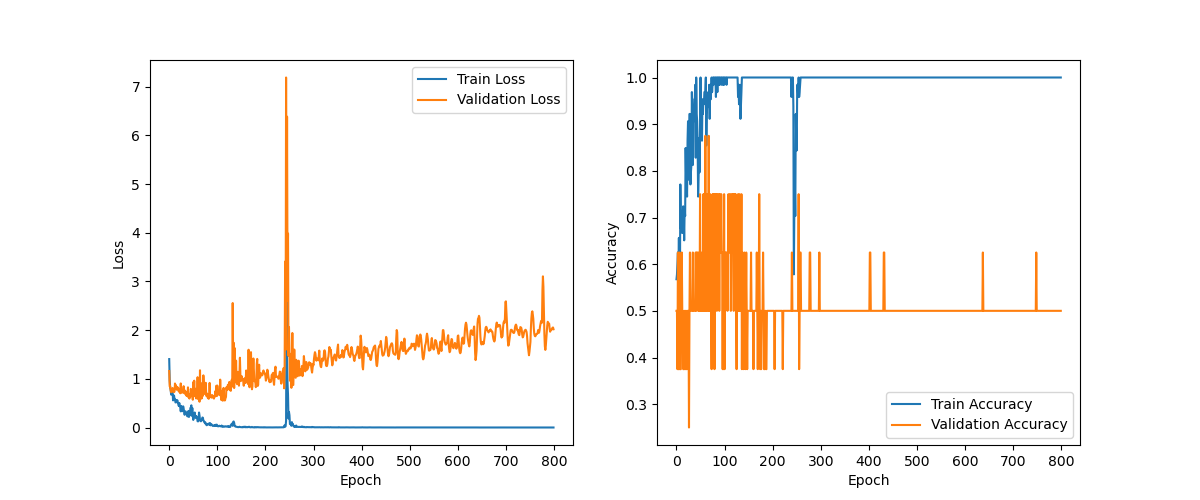 Train Loss
Validation Loss
7
6
5
4
3
2
1
0
Loss
0 100 200 300 400 500 600 700 800
Epoch
1.0
0.9
0.8
0.7
0.6
0.5
0.4
0.3
Accuracy
Train Accuracy
Validation Accuracy
0 100 200 300 400 500 600 700 800
Epoch